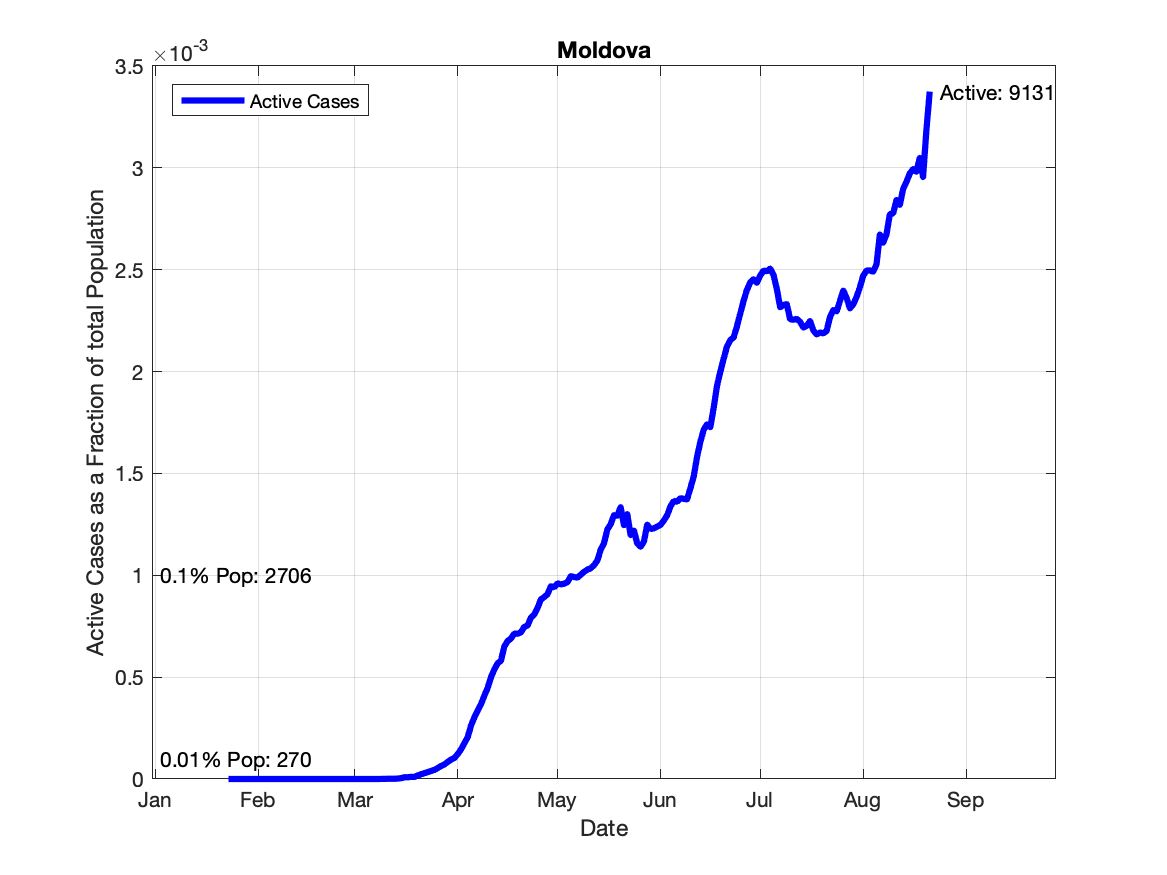 Moldova
×10-3
3.5
3
2.5
2
1.5
1
0.5
0
Active Cases
Active: 9131
0.1% Pop: 2706
0.01% Pop: 270
Active Cases as a Fraction of total Population
Jan Feb Mar Apr May Jun Jul Aug Sep
Date